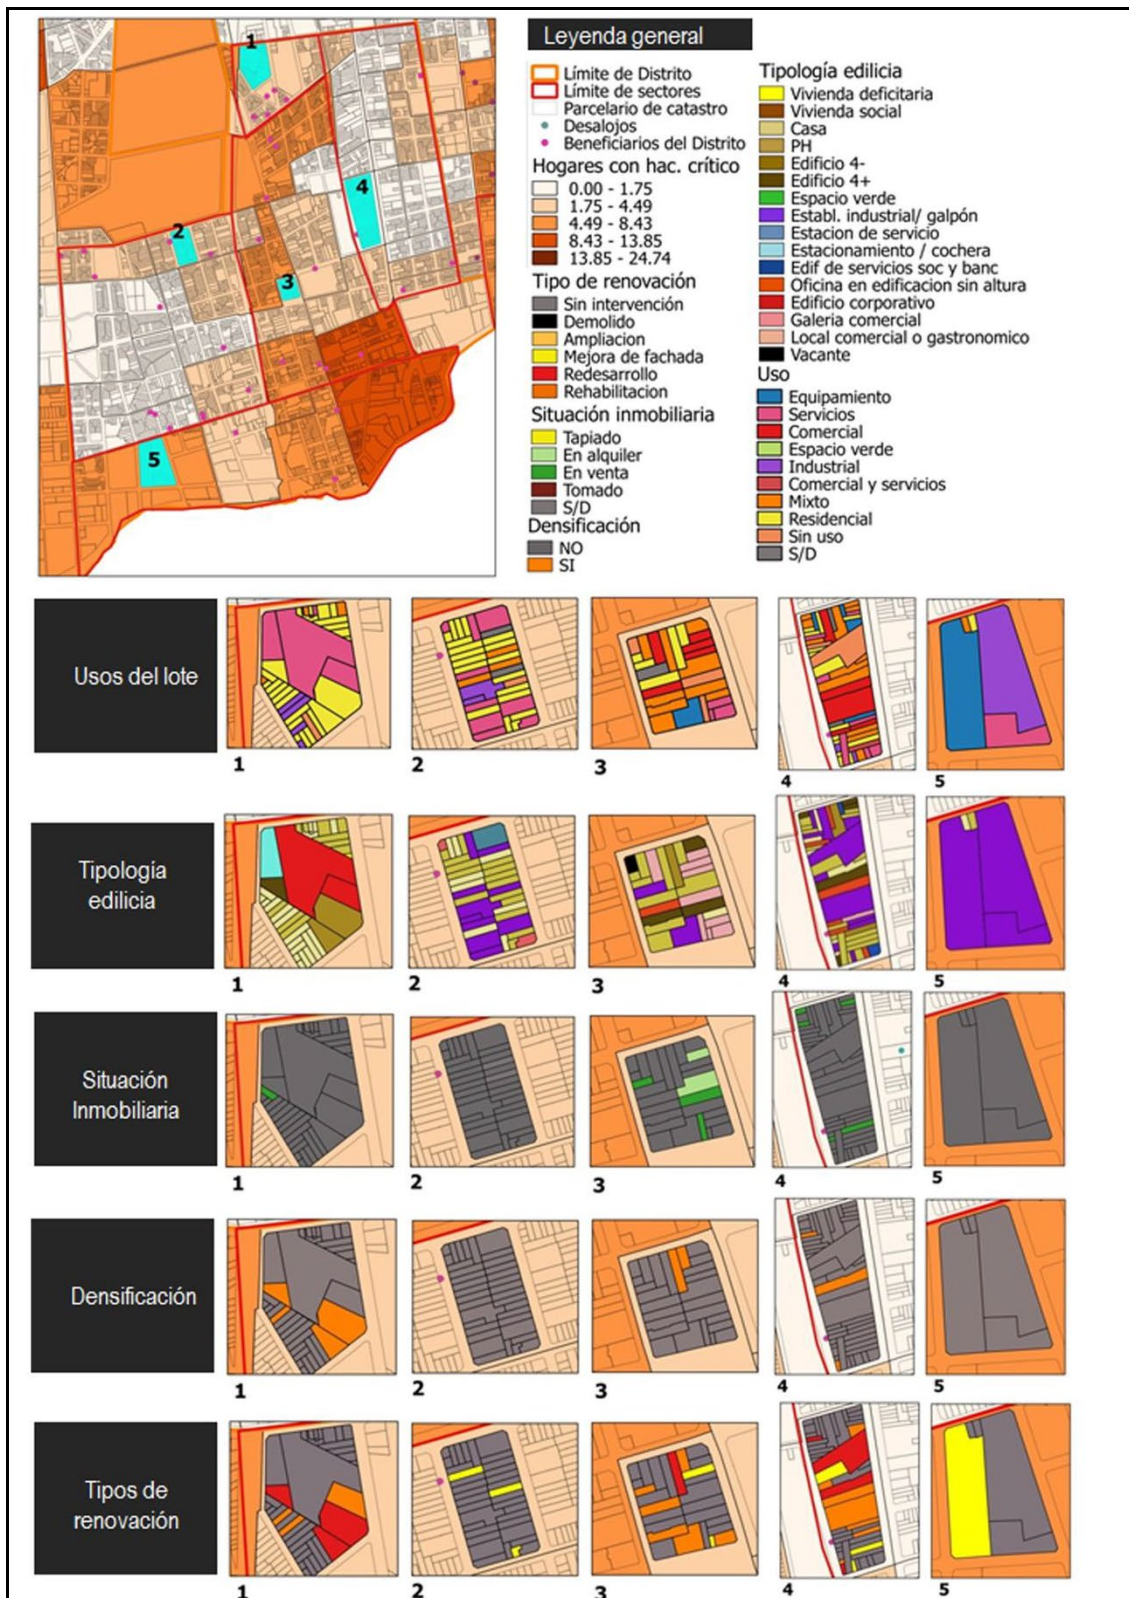 1
2
3
4
5
Leyenda general
Límite de Distrito
Límite de sectores
Parcelario de catastro
Desalojos
Beneficiarios del Distrito
Hogares con hac. crítico
0.00 - 1.75
1.75 - 4.49
4.49 - 8.43
8.43 - 13.85
13.85 - 24.74
Tipo de renovación
Sin intervención
Demolido
Ampliacion
Mejora de fachada
Redesarrollo
Rehabilitacion
Situación inmobiliaria
Tapiado
En alquiler
En venta
Tomado
S/D
Densificación
NO
SI
Tipología edilicia
Vivienda deficitaria
Vivienda social
Casa
PH
Edificio 4-
Edificio 4+
Espacio verde
Establ. industrial/ galpón
Estacion de servicio
Estacionamiento / cochera
Edif de servicios soc y banc
Oficina en edificacion sin altura
Edificio corporativo
Galeria comercial
Local comercial o gastronomico
Vacante
Uso
Equipamiento
Servicios
Comercial
Espacio verde
Industrial
Comercial y servicios
Mixto
Residencial
Sin uso
S/D
Usos del lote
1 2 3 4 5
Tipología
edilicia
1 2 3 4 5
Situación
Inmobiliaria
1 2 3 4 5
Densificación
1 2 3 4 5
Tipos de
renovación
1 2 3 4 5